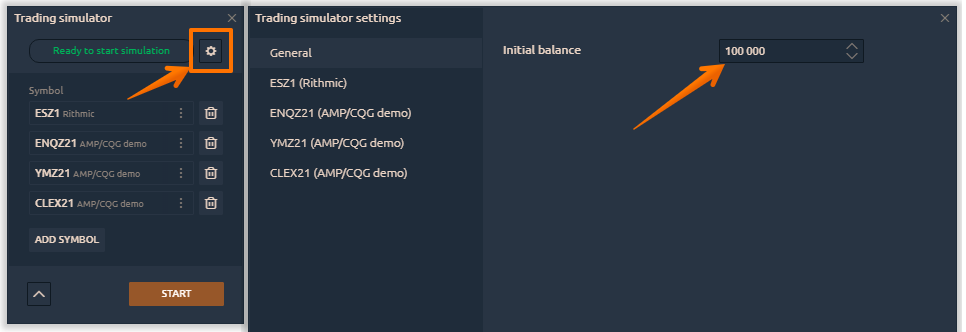 Trading simulator
Ready to start simulation
Symbol
ESZ1 Rithmic
ENQZ21 AMP/CQG demo
YMZ21 AMP/CQG demo
CLEX21 AMP/CQG demo
ADD SYMBOL
START
Trading simulator settings
General
ESZ1 (Rithmic)
ENQZ21 (AMP/CQG demo)
YMZ21 (AMP/CQG demo)
CLEX21 (AMP/CQG demo)
Initial balance
100 000